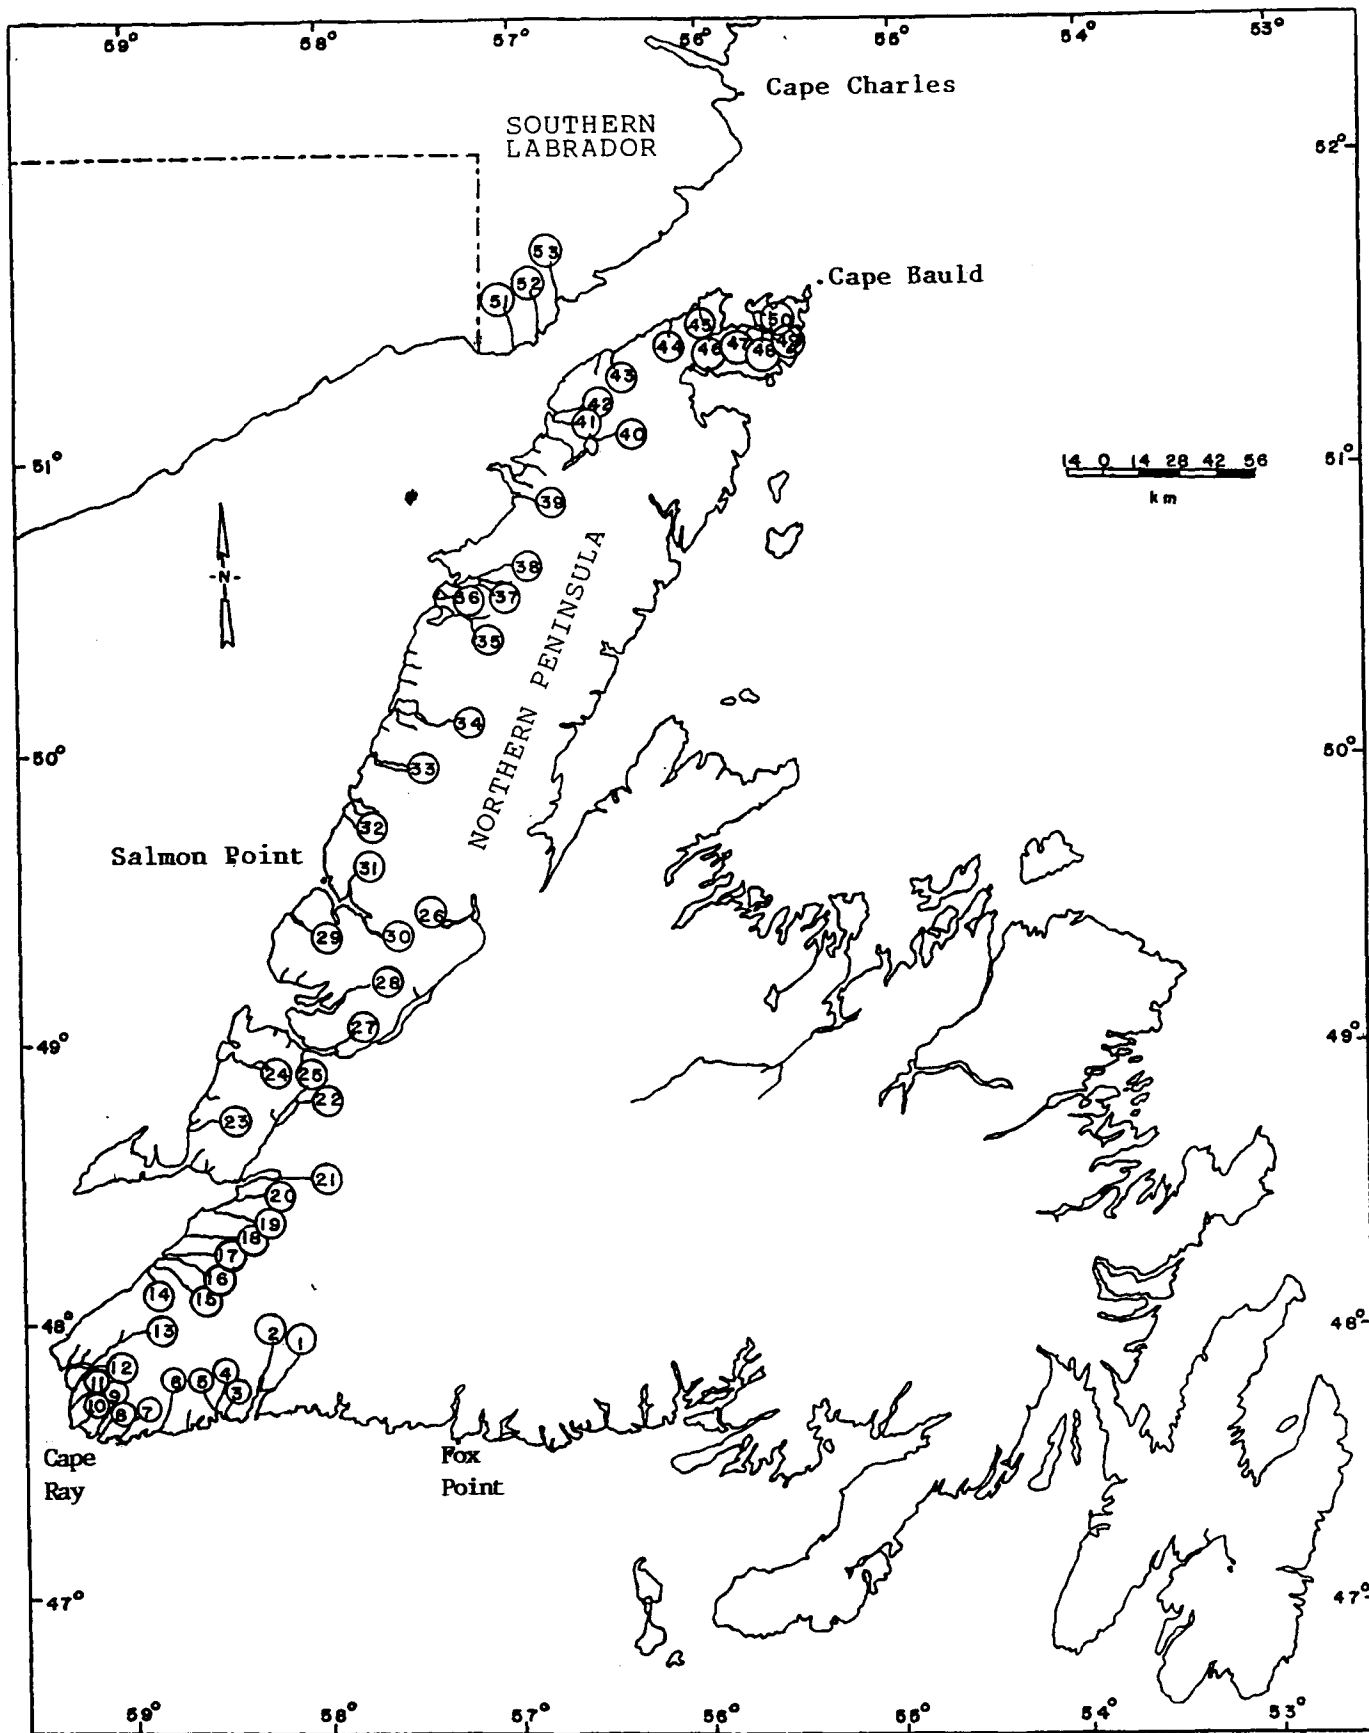 59° 58° 57° 56° 55° 54° 53°
Cape Charles
SOUTHERN
LABRADOR
52°
53
52
51
Cape Bauld
50
45
49
44 46 47 48
43
42
41
40
51° 51°
14 0 14 28 42 56
km
39
-N-
38
36 37
35
NORTHERN PENINSULA
34
50° 50°
33
32
Salmon Point
31
26
29 30
28
27
49° 49°
24 25
22
23
21
20
19
18
17
16
14 15
48° 48°
13 2 1
12
11 6 5 4
9 3
10 8 7
Cape
Ray
Fox
Point
47° 47°
59° 58° 57° 56° 55° 54° 53°